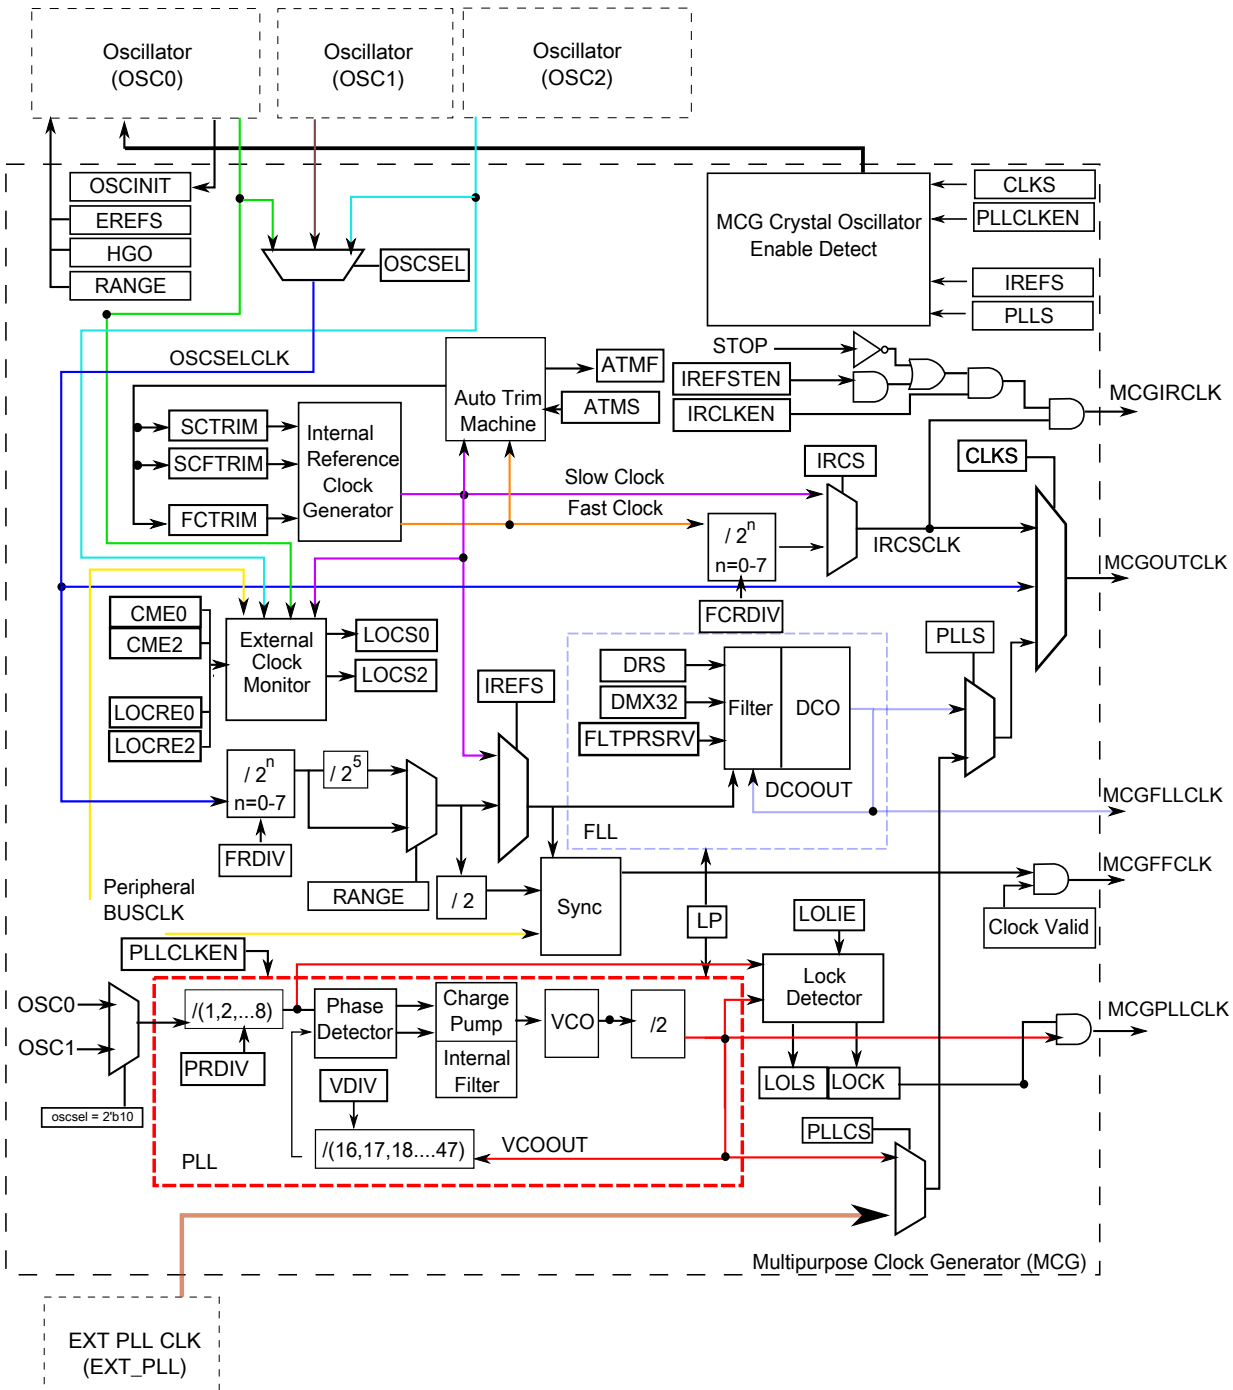 Oscillator
(OSC0)
Oscillator
(OSC1)
Oscillator
(OSC2)
OSCINIT
EREFS
HGO
RANGE
OSCSEL
MCG Crystal Oscillator
Enable Detect
CLKS
PLLCLKEN
IREFS
PLLS
OSCSELCLK
STOP
IREFSTEN
IRCLKEN
MCGIRCLK
ATMF
ATMS
Auto Trim
Machine
SCTRIM
SCFTRIM
FCTRIM
Internal
Reference
Clock
Generator
Slow Clock
Fast Clock
IRCS
CLKS
/ 2n
n=0-7
IRCSCLK
FCRDIV
MCGOUTCLK
CME0
CME2
LOCRE0
LOCRE2
External
Clock
Monitor
LOCS0
LOCS2
IREFS
DRS
DMX32
FLTPRSRV
Filter
DCO
PLLS
DCOOUT
FLL
MCGFLLCLK
/ 2n
n=0-7
/ 25
FRDIV
RANGE
/ 2
Sync
Peripheral
BUSCLK
LP
MCGFFCLK
Clock Valid
PLLCLKEN
LOLIE
Lock
Detector
OSC0
OSC1
oscsel = 2'b10
/(1,2,...8)
PRDIV
Phase
Detector
Charge
Pump
Internal
Filter
VCO
/2
VDIV
/(16,17,18....47)
VCOOUT
PLL
LOLS
LOCK
MCGPLLCLK
PLLCS
Multipurpose Clock Generator (MCG)
EXT PLL CLK
(EXT_PLL)